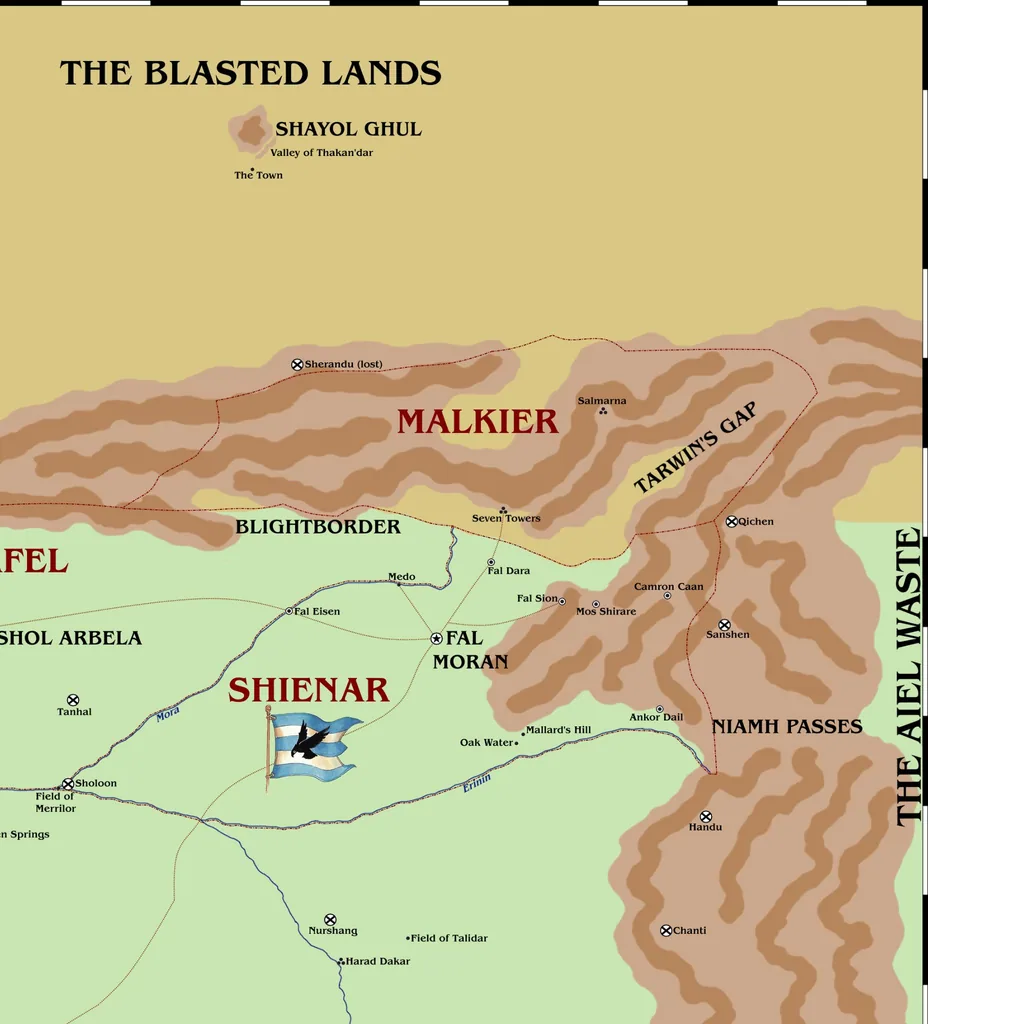 THE BLASTED LANDS
SHAYOL GHUL
Valley of Thakan'dar
The Town
Sherandu (lost)
MALKIER
Salmarna
TARWIN'S GAP
Seven Towers
BLIGHTBORDER
Qichen
AFEL
Fal Dara
Medo
Camron Caan
Fal Sion
Mos Shirare
Fal Eisen
SHOL ARBELA
FAL
MORAN
Sanshen
THE AIEL WASTE
SHIENAR
Tanhal
Mora
Ankor Dail
NIAMH PASSES
Mallard's Hill
Oak Water
Erinin
Sholoon
Field of
Merrilor
Handu
en Springs
Nurshang
Field of Talidar
Chanti
Harad Dakar